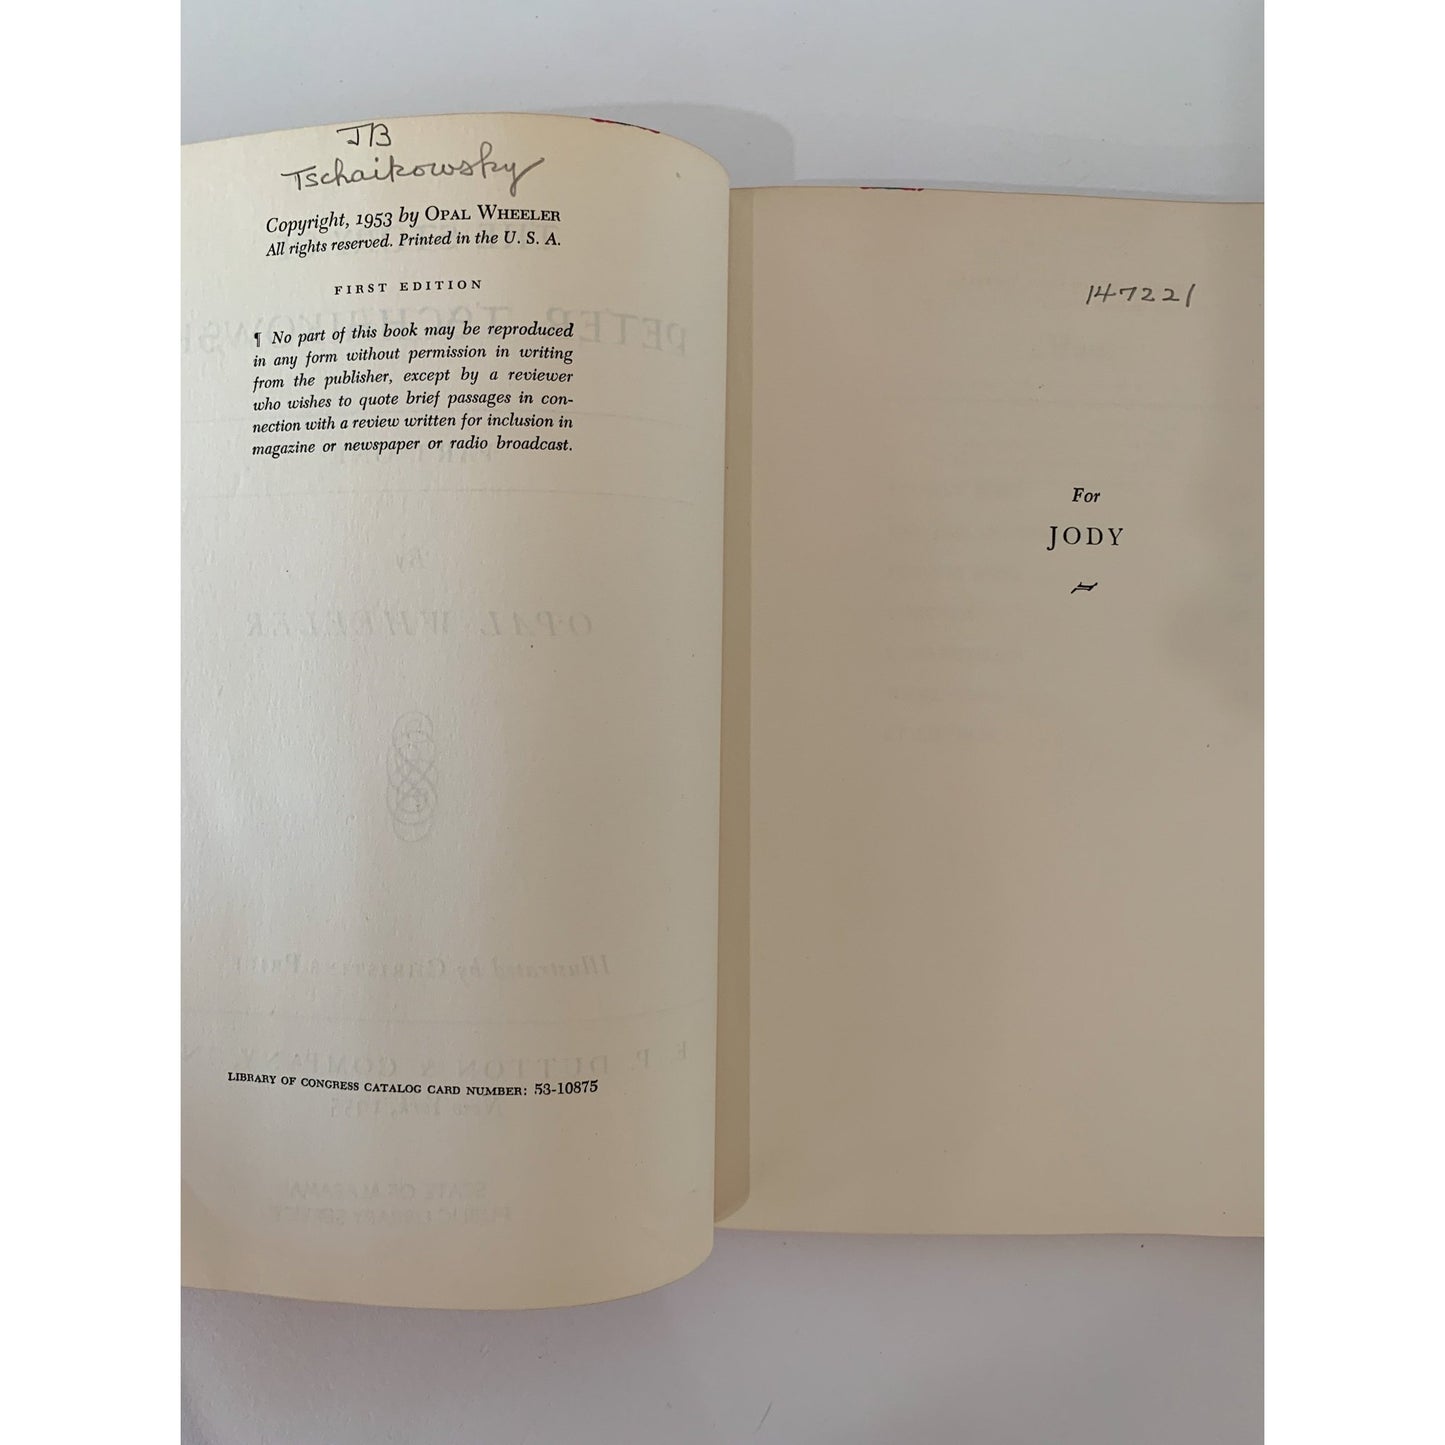 JB
Tschaikowsky
Copyright, 1953 by OPAL WHEELER
All rights reserved. Printed in the U. S. A.
FIRST EDITION
¶ No part of this book may be reproduced
in any form without permission in writing
from the publisher, except by a reviewer
who wishes to quote brief passages in con-
nection with a review written for inclusion in
magazine or newspaper or radio broadcast.
LIBRARY OF CONGRESS CATALOG CARD NUMBER: 53-10875
147221
For
JODY